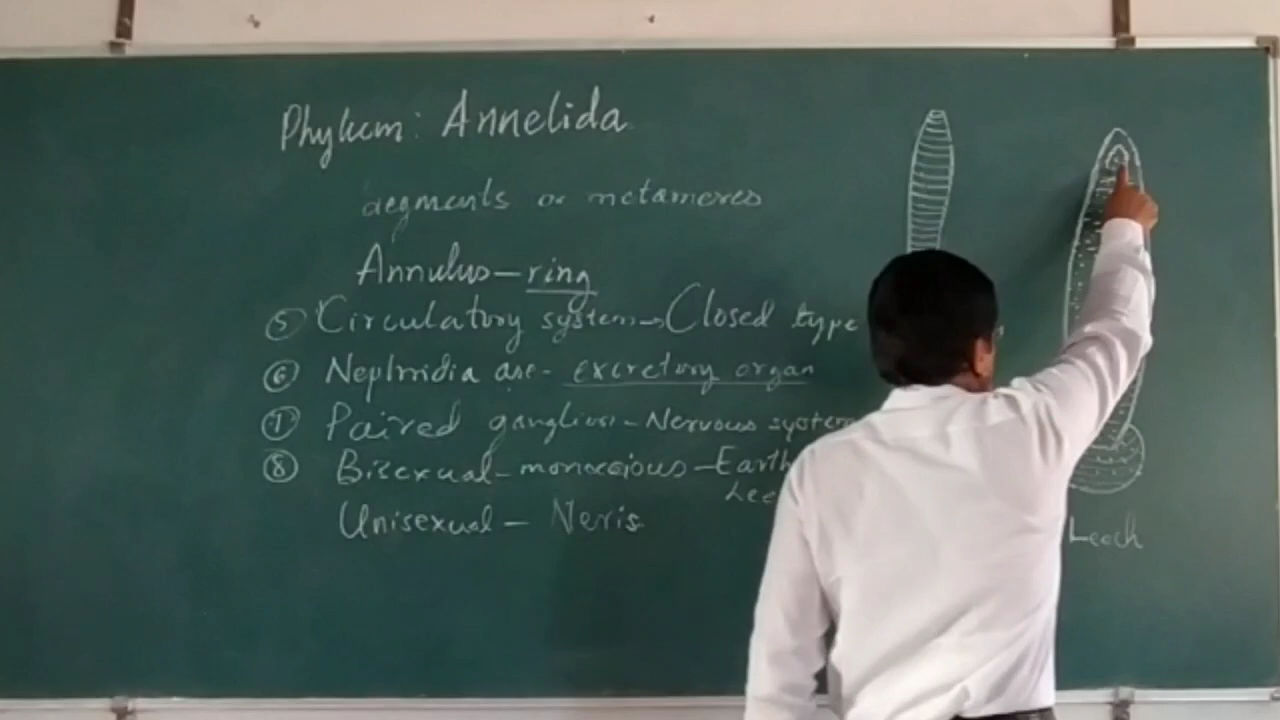 Phylum: Annelida
segments or metameres
Annulus - ring
⑤ Circulatory system → Closed type
⑥ Nephridia are - excretory organ
⑦ Paired ganglion - Nervous system
⑧ Bisexual - monoecious - Earth
Lee
Unisexual - Neris
Leech